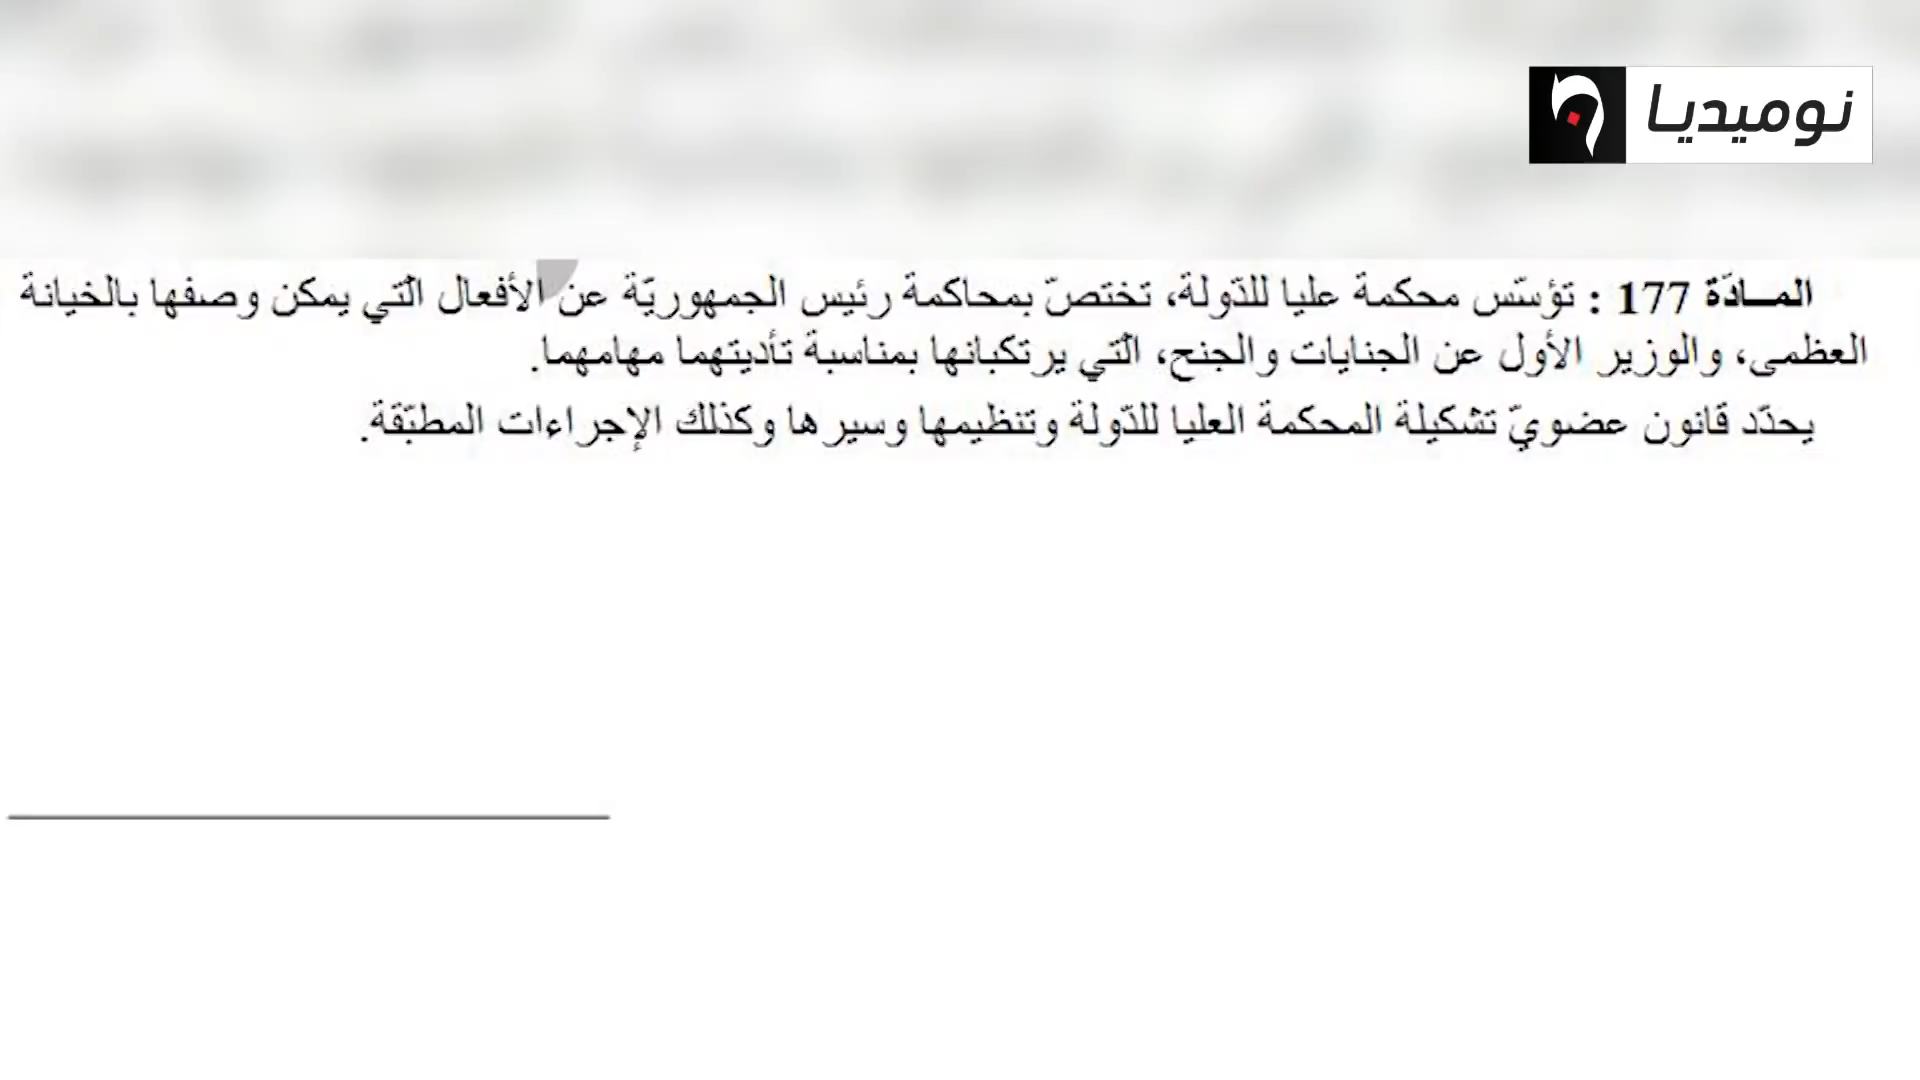 نوميديا
المــادّة 177 : تؤسّس محكمة عليا للدّولة، تختصّ بمحاكمة رئيس الجمهوريّة عن الأفعال الّتي يمكن وصفها بالخيانة
العظمى، والوزير الأول عن الجنايات والجنح، الّتي يرتكبانها بمناسبة تأديتهما مهامهما.
يحدّد قانون عضويّ تشكيلة المحكمة العليا للدّولة وتنظيمها وسيرها وكذلك الإجراءات المطبّقة.